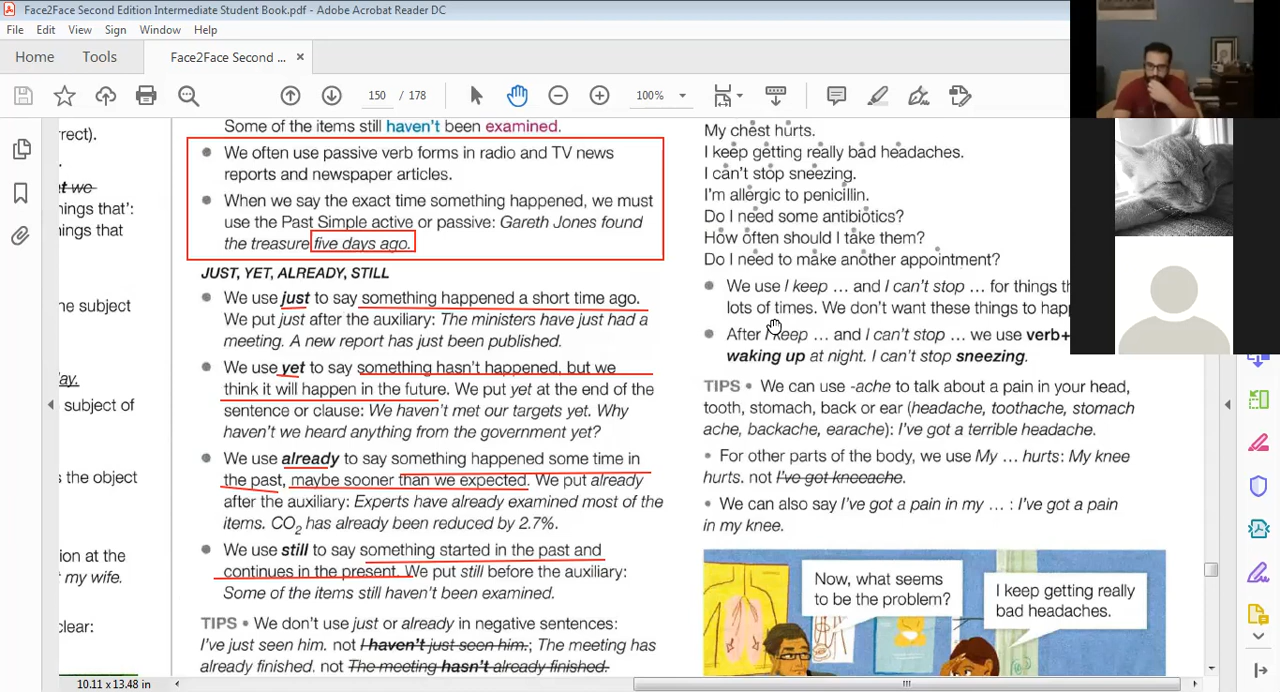 Face2Face Second Edition Intermediate Student Book.pdf - Adobe Acrobat Reader DC
File Edit View Sign Window Help
Home Tools Face2Face Second ... ×
150 / 178 100%
rrect).
t we
hings that':
ings that
he subject
ay.
subject of
s the object
ion at the
my wife.
clear:
Some of the items still haven't been examined.
We often use passive verb forms in radio and TV news
reports and newspaper articles.
When we say the exact time something happened, we must
use the Past Simple active or passive: Gareth Jones found
the treasure five days ago.
JUST, YET, ALREADY, STILL
We use just to say something happened a short time ago.
We put just after the auxiliary: The ministers have just had a
meeting. A new report has just been published.
We use yet to say something hasn't happened, but we
think it will happen in the future. We put yet at the end of the
sentence or clause: We haven't met our targets yet. Why
haven't we heard anything from the government yet?
We use already to say something happened some time in
the past, maybe sooner than we expected. We put already
after the auxiliary: Experts have already examined most of the
items. CO2 has already been reduced by 2.7%.
We use still to say something started in the past and
continues in the present. We put still before the auxiliary:
Some of the items still haven't been examined.
TIPS • We don't use just or already in negative sentences:
I've just seen him. not I haven't just seen him.; The meeting has
already finished. not The meeting hasn't already finished.
My chest hurts.
I keep getting really bad headaches.
I can't stop sneezing.
I'm allergic to penicillin.
Do I need some antibiotics?
How often should I take them?
Do I need to make another appointment?
We use I keep ... and I can't stop ... for things th
lots of times. We don't want these things to hap
After I keep ... and I can't stop ... we use verb+
waking up at night. I can't stop sneezing.
TIPS • We can use -ache to talk about a pain in your head,
tooth, stomach, back or ear (headache, toothache, stomach
ache, backache, earache): I've got a terrible headache.
• For other parts of the body, we use My ... hurts: My knee
hurts. not I've got kneeache.
• We can also say I've got a pain in my ... : I've got a pain
in my knee.
Now, what seems
to be the problem?
I keep getting really
bad headaches.
10.11 x 13.48 in